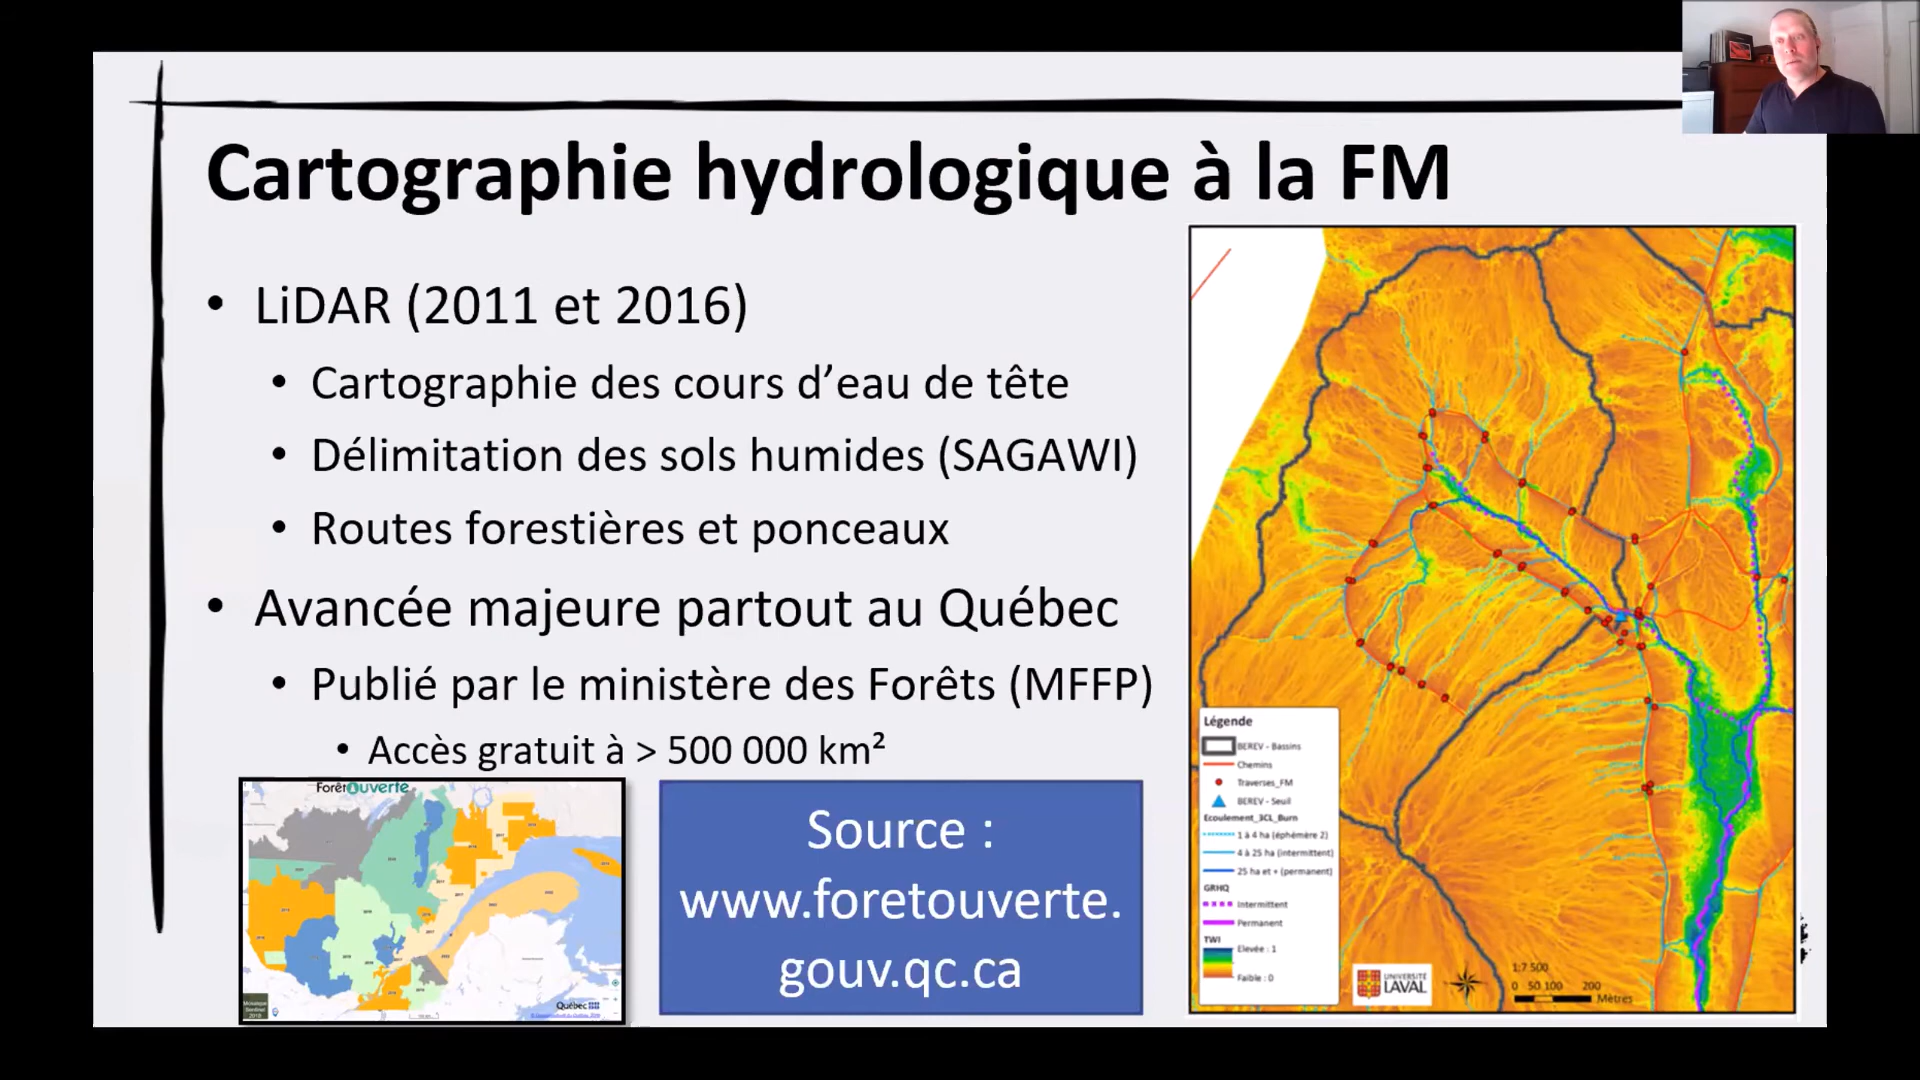 Cartographie hydrologique à la FM
• LiDAR (2011 et 2016)
• Cartographie des cours d’eau de tête
• Délimitation des sols humides (SAGAWI)
• Routes forestières et ponceaux
• Avancée majeure partout au Québec
• Publié par le ministère des Forêts (MFFP)
• Accès gratuit à > 500 000 km²
Forêt Ouverte
Québec
Source :
www.foretouverte.
gouv.qc.ca
Légende
BEREV - Bassins
Chemins
Traverses_FM
BEREV - Seuil
Ecoulement_3CL_Burn
1 à 4 ha (éphémère 2)
4 à 25 ha (intermittent)
25 ha et + (permanent)
GRHQ
Intermittent
Permanent
TWI
Elevée : 1
Faible : 0
UNIVERSITÉ
LAVAL
1:7 500
0 50 100 200
Mètres